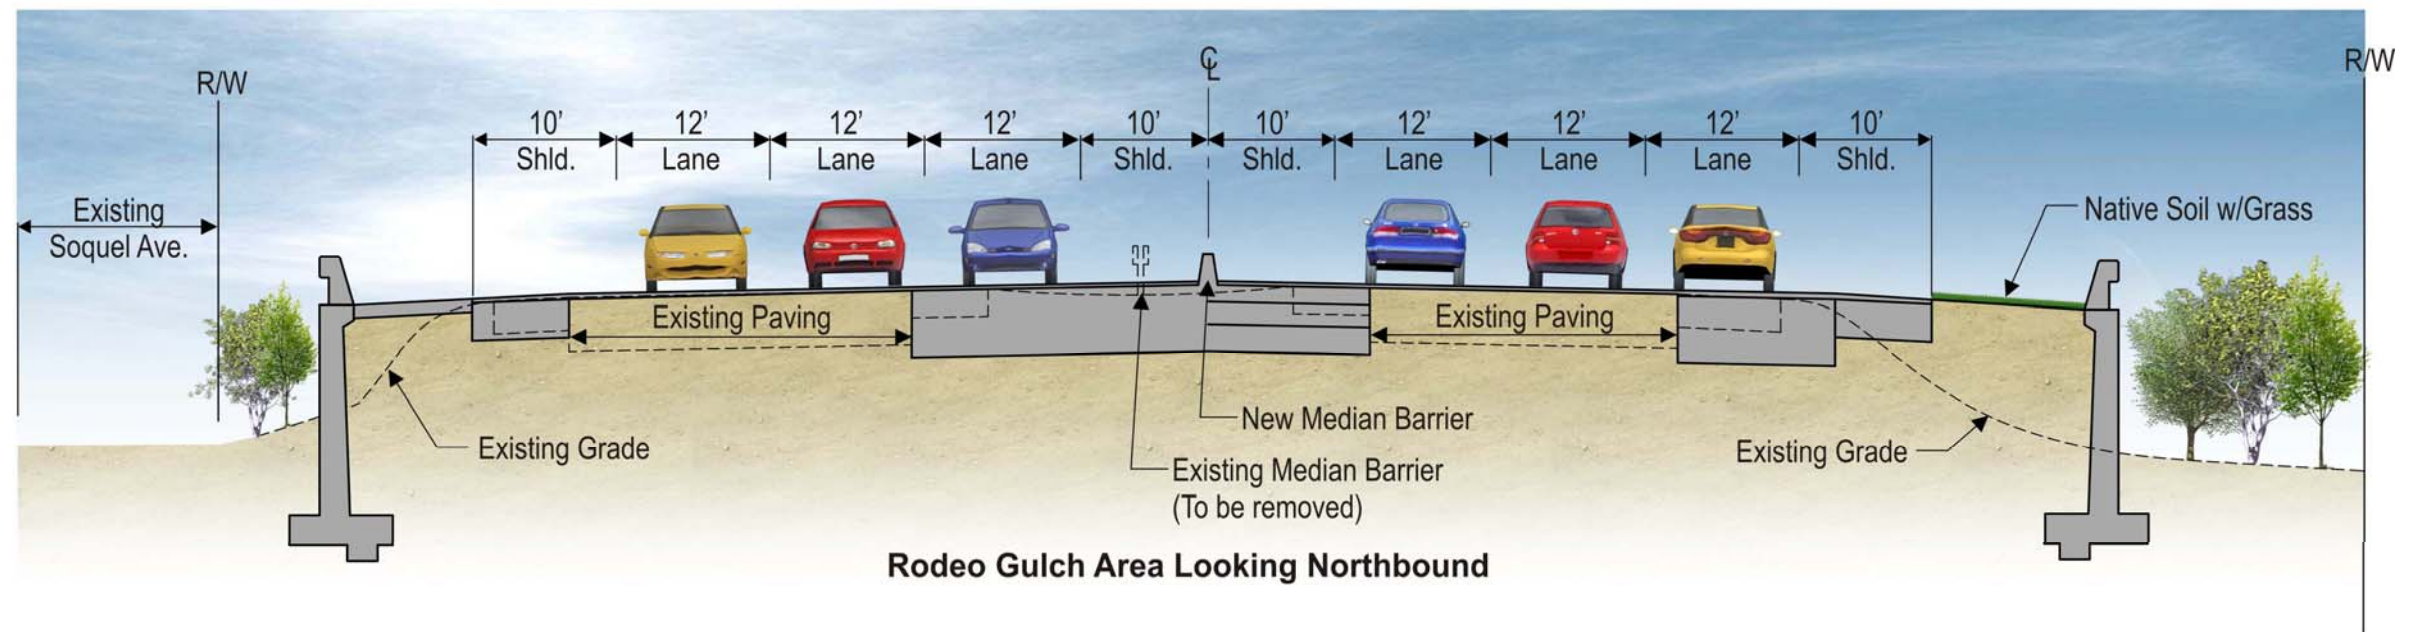 ℄
R/W
R/W
10’ 12’ 12’ 12’ 10’ 10’ 12’ 12’ 12’ 10’
Shld. Lane Lane Lane Shld. Shld. Lane Lane Lane Shld.
Existing
Soquel Ave.
Native Soil w/Grass
Existing Paving
Existing Paving
New Median Barrier
Existing Grade
Existing Grade
Existing Median Barrier
(To be removed)
Rodeo Gulch Area Looking Northbound